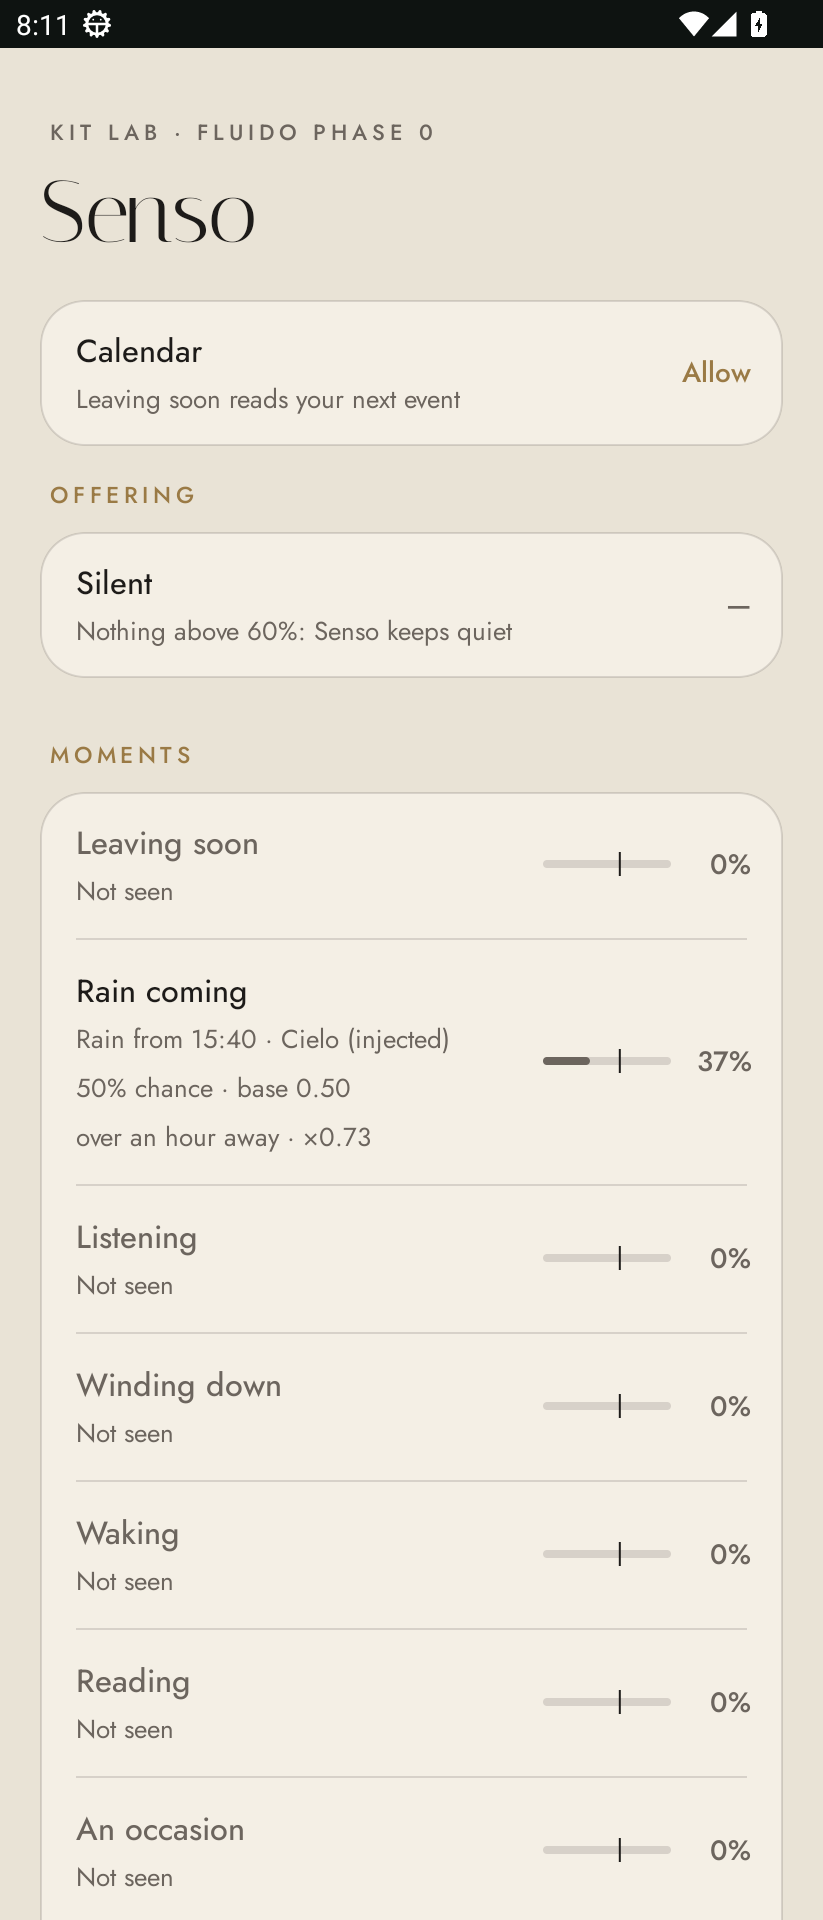 8:11
KIT LAB · FLUIDO PHASE 0
Senso
Calendar
Leaving soon reads your next event
Allow
OFFERING
Silent
Nothing above 60%: Senso keeps quiet
—
MOMENTS
Leaving soon
Not seen
0%
Rain coming
Rain from 15:40 · Cielo (injected)
50% chance · base 0.50
over an hour away · ×0.73
37%
Listening
Not seen
0%
Winding down
Not seen
0%
Waking
Not seen
0%
Reading
Not seen
0%
An occasion
Not seen
0%